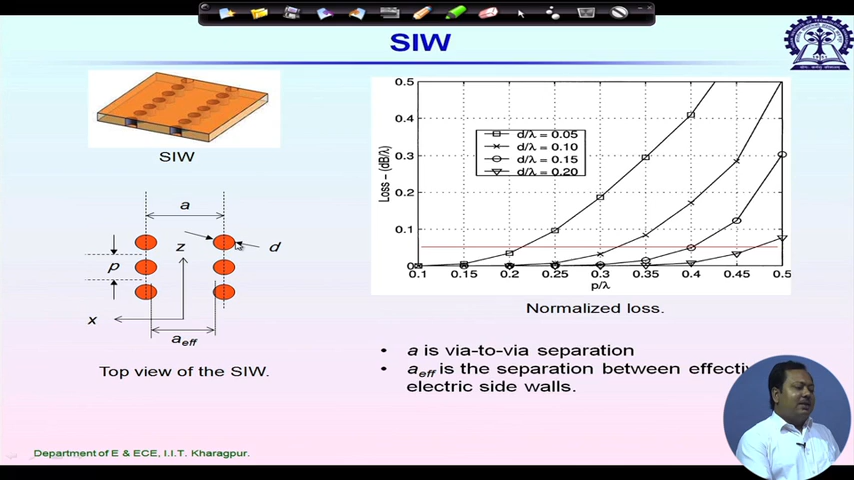 SIW
SIW
a
z
d
p
x
aeff
Top view of the SIW.
0.5
0.4
0.3
0.2
0.1
0
Loss – (dB/λ)
d/λ = 0.05
d/λ = 0.10
d/λ = 0.15
d/λ = 0.20
0.1 0.15 0.2 0.25 0.3 0.35 0.4 0.45 0.5
p/λ
Normalized loss.
• a is via-to-via separation
• aeff is the separation between effectiv
electric side walls.
Department of E & ECE, I.I.T. Kharagpur.